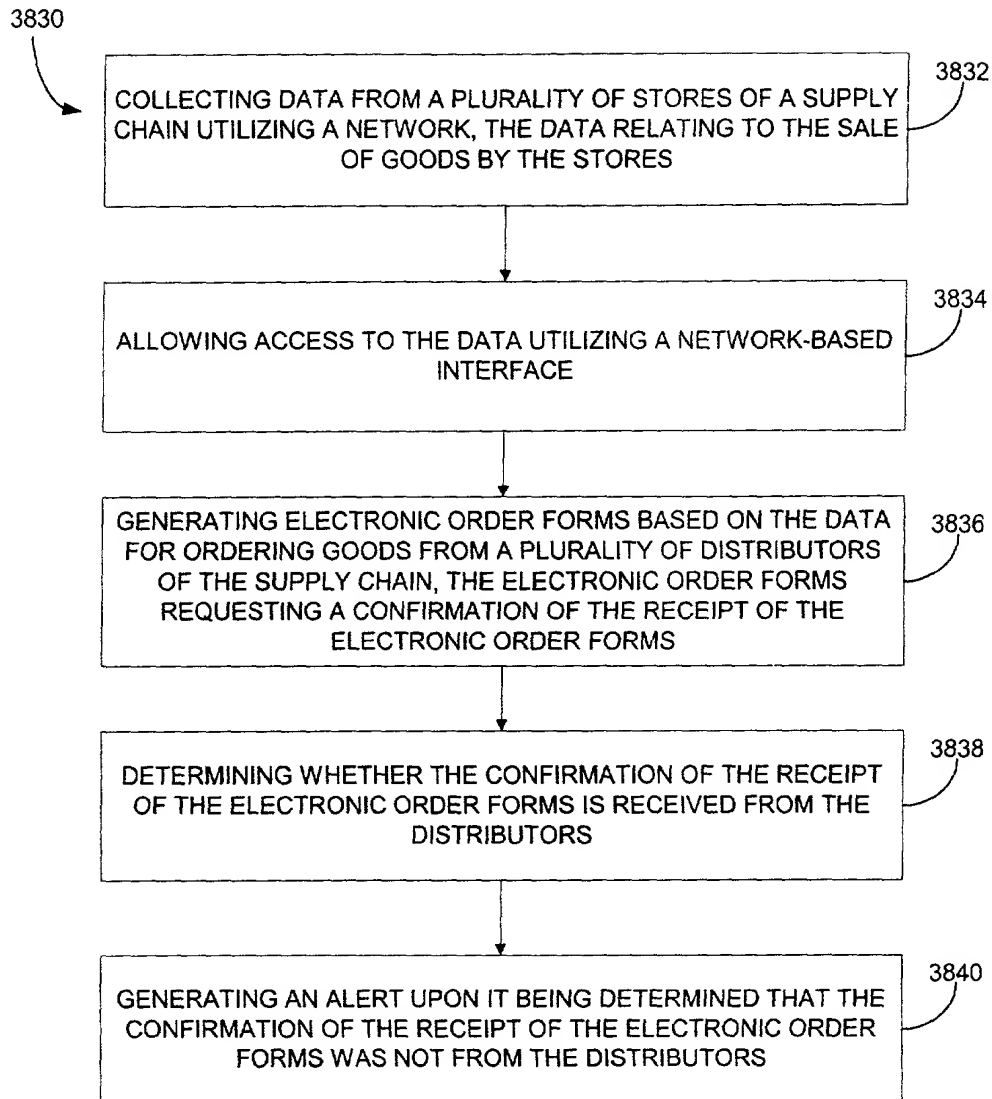 3830
3832
COLLECTING DATA FROM A PLURALITY OF STORES OF A SUPPLY
CHAIN UTILIZING A NETWORK, THE DATA RELATING TO THE SALE
OF GOODS BY THE STORES
3834
ALLOWING ACCESS TO THE DATA UTILIZING A NETWORK-BASED
INTERFACE
3836
GENERATING ELECTRONIC ORDER FORMS BASED ON THE DATA
FOR ORDERING GOODS FROM A PLURALITY OF DISTRIBUTORS
OF THE SUPPLY CHAIN, THE ELECTRONIC ORDER FORMS
REQUESTING A CONFIRMATION OF THE RECEIPT OF THE
ELECTRONIC ORDER FORMS
3838
DETERMINING WHETHER THE CONFIRMATION OF THE RECEIPT
OF THE ELECTRONIC ORDER FORMS IS RECEIVED FROM THE
DISTRIBUTORS
3840
GENERATING AN ALERT UPON IT BEING DETERMINED THAT THE
CONFIRMATION OF THE RECEIPT OF THE ELECTRONIC ORDER
FORMS WAS NOT FROM THE DISTRIBUTORS